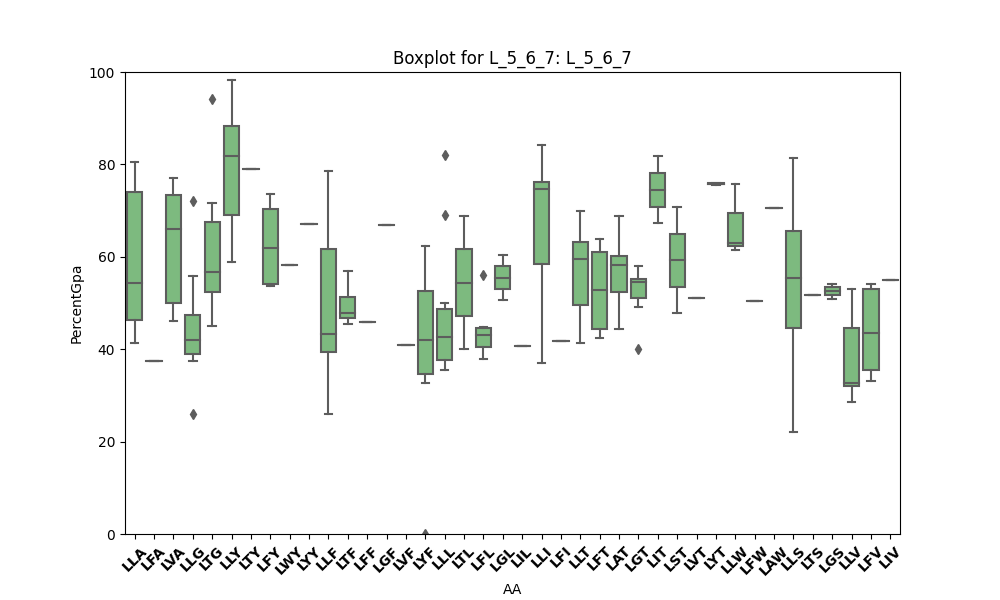 Boxplot for L_5_6_7: L_5_6_7
100
80
60
40
20
0
PercentGpa
LLA LFA LVA LLG LTG LLY LTY LFY LWY LYY LLF LTF LFF LGF LVF LYF LLL LTL LFL LGL LIL LLI LFI LLT LFT LAT LGT LIT LST LVT LYT LLW LFW LAW LLS LTS LGS LLV LFV LIV
AA